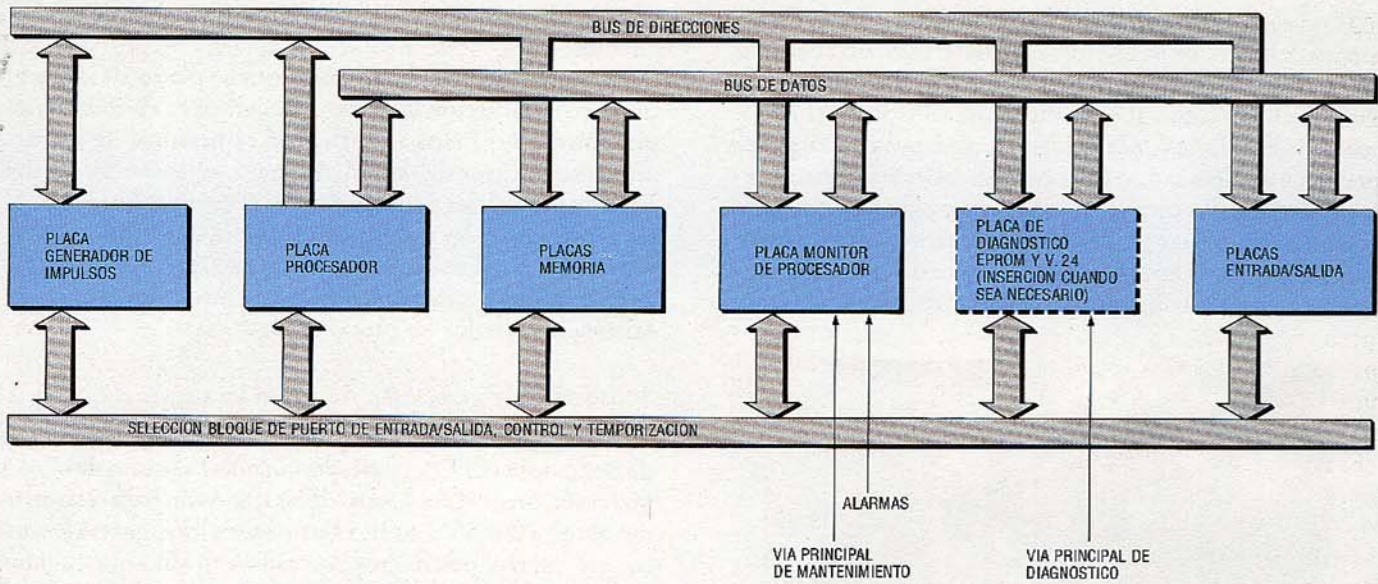 BUS DE DIRECCIONES
BUS DE DATOS
PLACA
GENERADOR DE
IMPULSOS
PLACA
PROCESADOR
PLACAS
MEMORIA
PLACA MONITOR
DE PROCESADOR
PLACA DE
DIAGNOSTICO
EPROM Y V. 24
(INSERCION CUANDO
SEA NECESARIO)
PLACAS
ENTRADA/SALIDA
SELECCION BLOQUE DE PUERTO DE ENTRADA/SALIDA, CONTROL Y TEMPORIZACION
ALARMAS
VIA PRINCIPAL
DE MANTENIMIENTO
VIA PRINCIPAL DE
DIAGNOSTICO